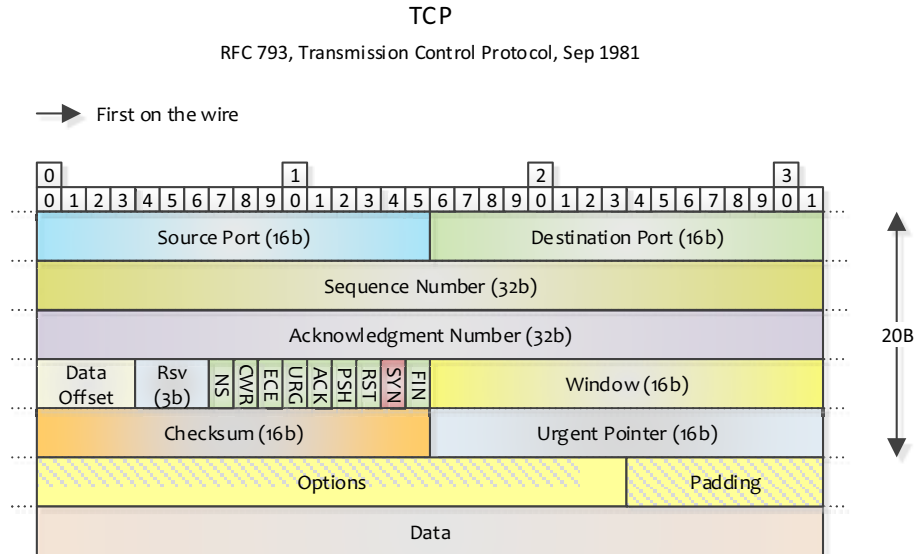 TCP
RFC 793, Transmission Control Protocol, Sep 1981
First on the wire
0 1 2 3
0 1 2 3 4 5 6 7 8 9 0 1 2 3 4 5 6 7 8 9 0 1 2 3 4 5 6 7 8 9 0 1
Source Port (16b) Destination Port (16b)
Sequence Number (32b)
Acknowledgment Number (32b)
20B
Data Offset Rsv (3b) NS CWR ECE URG ACK PSH RST SYN FIN Window (16b)
Checksum (16b) Urgent Pointer (16b)
Options Padding
Data